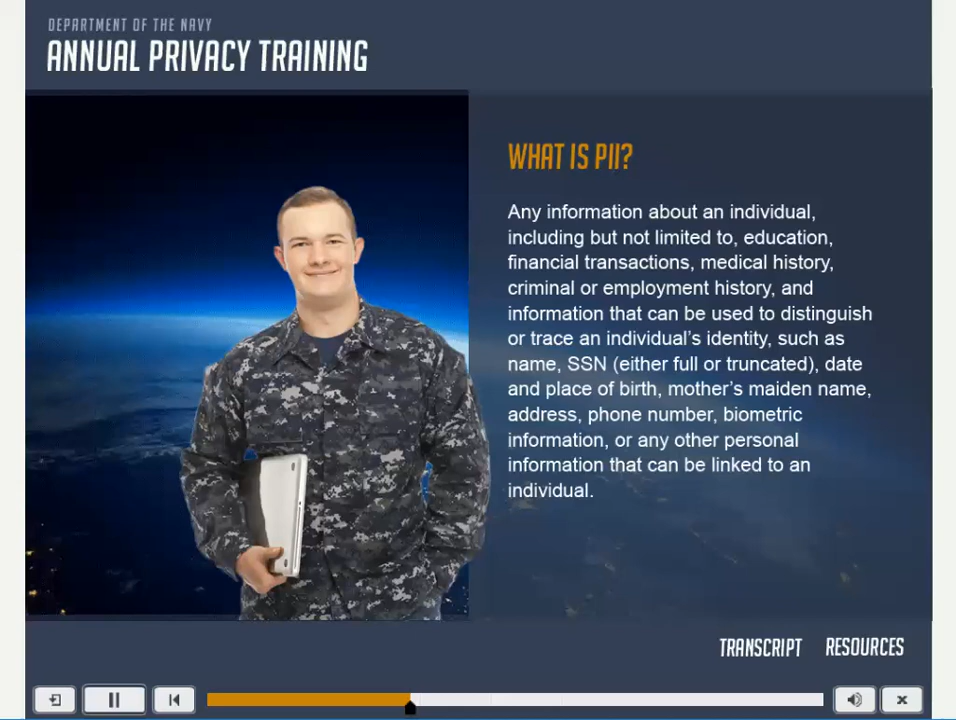 DEPARTMENT OF THE NAVY
ANNUAL PRIVACY TRAINING
WHAT IS PII?
Any information about an individual,
including but not limited to, education,
financial transactions, medical history,
criminal or employment history, and
information that can be used to distinguish
or trace an individual's identity, such as
name, SSN (either full or truncated), date
and place of birth, mother's maiden name,
address, phone number, biometric
information, or any other personal
information that can be linked to an
individual.
TRANSCRIPT RESOURCES